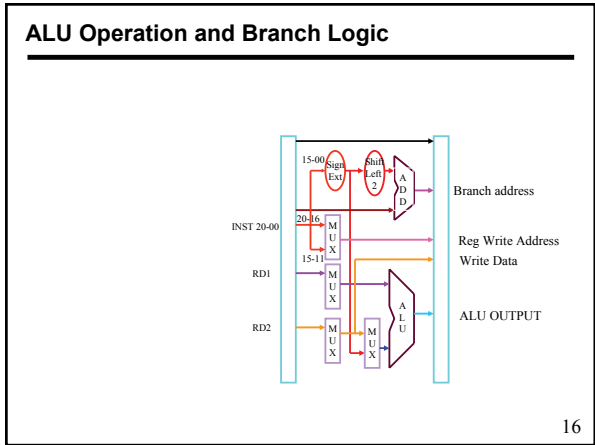 ALU Operation and Branch Logic
15-00
Sign
Ext
Shift
Left
2
A
D
D
Branch address
INST 20-00
20-16
M
U
X
Reg Write Address
15-11
Write Data
RD1
M
U
X
A
L
U
ALU OUTPUT
RD2
M
U
X
M
U
X
16